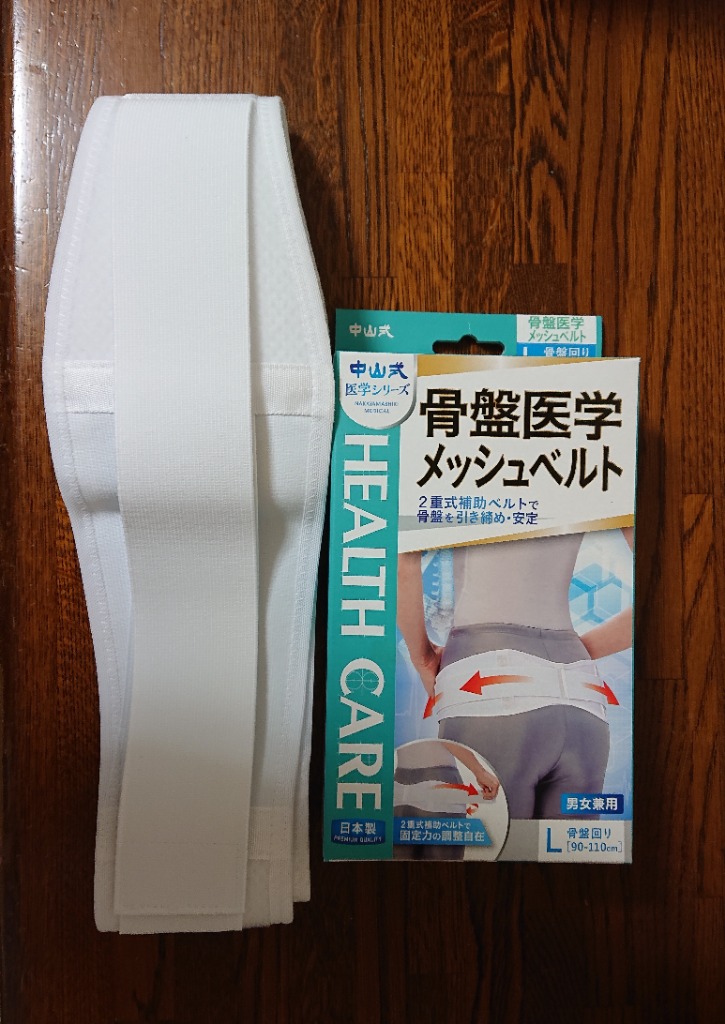 中山式
骨盤医学
メッシュベルト
L 骨盤回り
中山式
医学シリーズ
NAKAYAMASHIKI
MEDICAL
骨盤医学
メッシュベルト
2重式補助ベルトで
骨盤を引き締め・安定
HEALTH CARE
2重式補助ベルトで
固定力の調整自在
男女兼用
日本製
PREMIUM QUALITY
L 骨盤回り
[90~110cm]